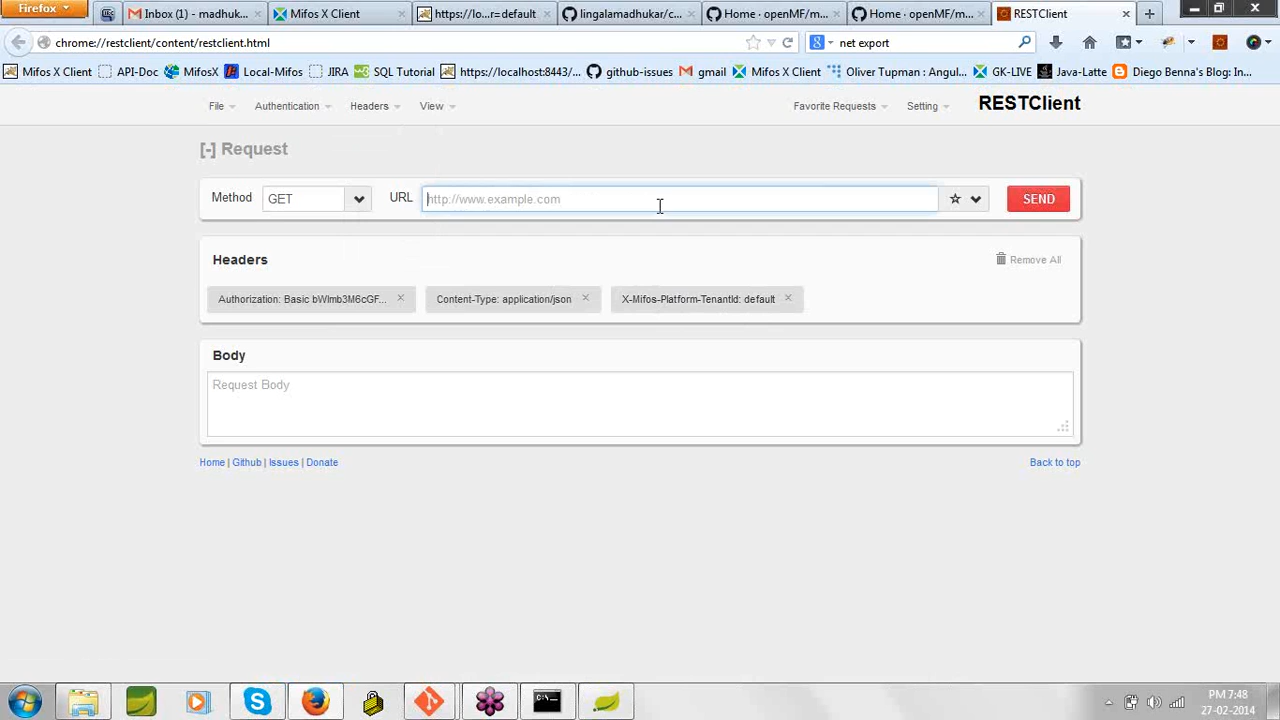 Firefox
Inbox (1) - madhuk...
Mifos X Client
https://lo...r=default
lingalamadhukar/c...
Home · openMF/m...
Home · openMF/m...
RESTClient
chrome://restclient/content/restclient.html
net export
Mifos X Client
API-Doc
MifosX
Local-Mifos
JIRA
SQL Tutorial
https://localhost:8443/...
github-issues
gmail
Mifos X Client
Oliver Tupman : Angul...
GK-LIVE
Java-Latte
Diego Benna's Blog: In...
File
Authentication
Headers
View
Favorite Requests
Setting
RESTClient
[-] Request
Method
GET
URL
http://www.example.com
SEND
Headers
Remove All
Authorization: Basic bWlmb3M6cGF...
Content-Type: application/json
X-Mifos-Platform-TenantId: default
Body
Request Body
Home | Github | Issues | Donate
Back to top
PM 7:48
27-02-2014